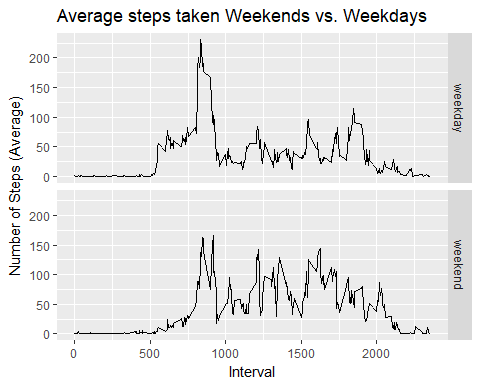 Average steps taken Weekends vs. Weekdays
Number of Steps (Average)
200
150
100
50
0
weekday
200
150
100
50
0
weekend
0 500 1000 1500 2000
Interval